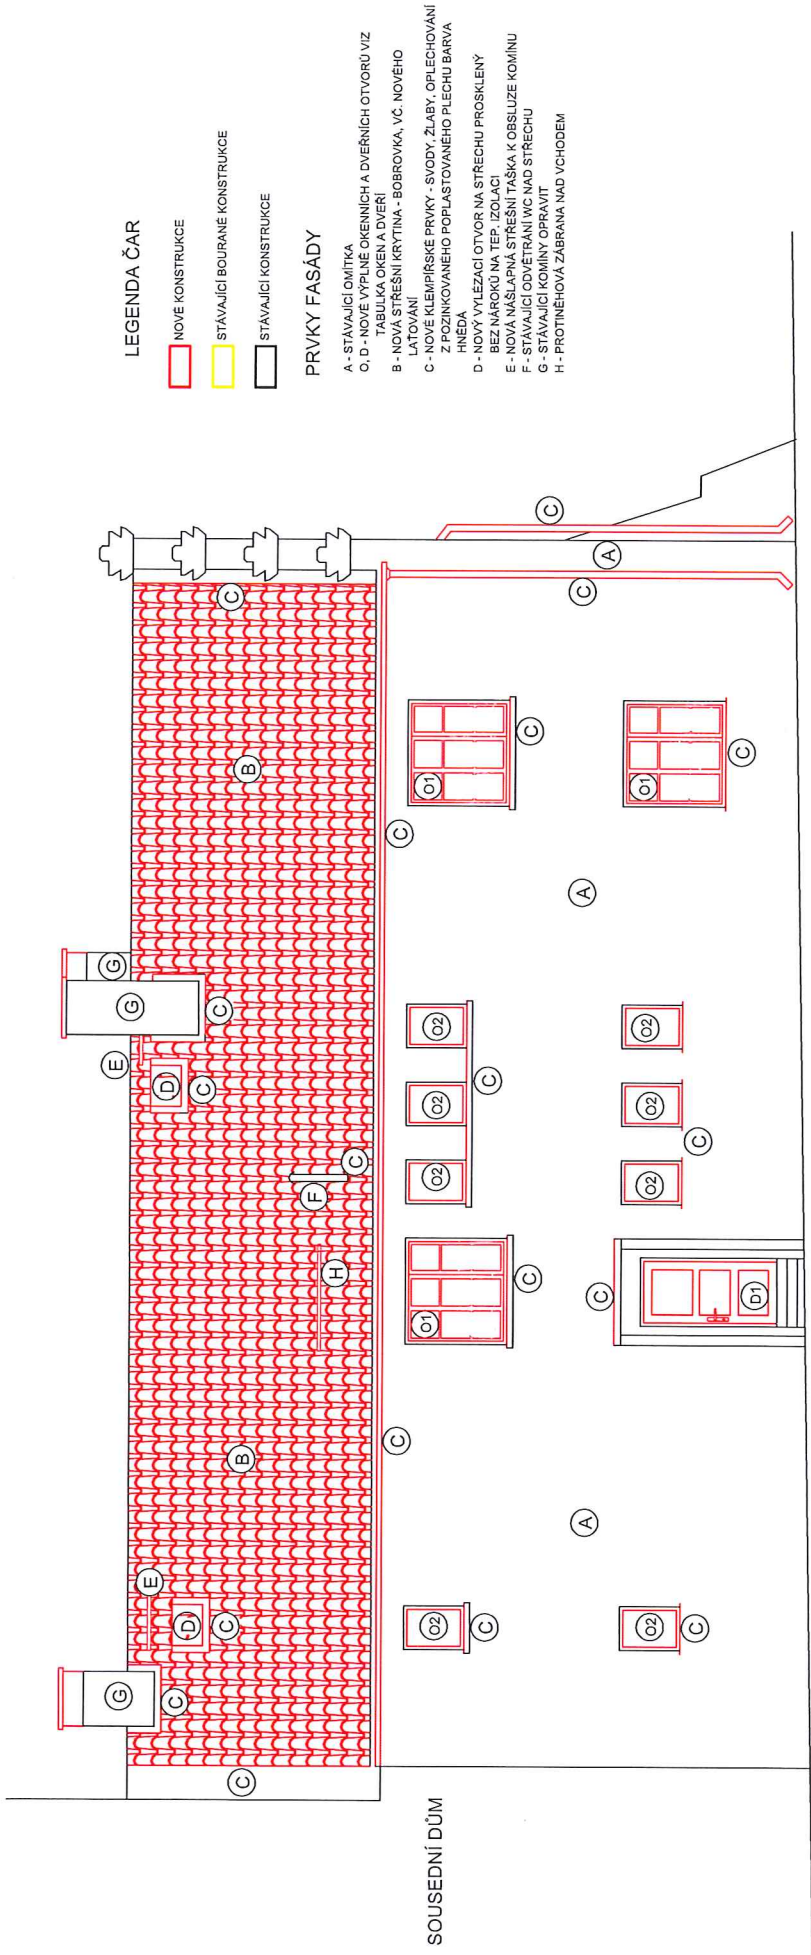 LEGENDA ČAR
NOVÉ KONSTRUKCE
STÁVAJÍCÍ BOURANÉ KONSTRUKCE
STÁVAJÍCÍ KONSTRUKCE
PRVKY FASÁDY
A - STÁVAJÍCÍ OMÍTKA
O, D - NOVÉ VÝPLNĚ OKENNÍCH A DVEŘNÍCH OTVORŮ VIZ
TABULKA OKEN A DVEŘÍ
B - NOVÁ STŘEŠNÍ KRYTINA - BOBROVKA, VČ. NOVÉHO
LAŤOVÁNÍ
C - NOVÉ KLEMPÍŘSKÉ PRVKY - SVODY, ŽLABY, OPLECHOVÁNÍ
Z POZINKOVANÉHO POPLASTOVANÉHO PLECHU BARVA
HNĚDÁ
D - NOVÝ VYLÉZACÍ OTVOR NA STŘECHU PROSKLENÝ
BEZ NÁROKŮ NA TEP. IZOLACI
E - NOVÁ NÁŠLAPNÁ STŘEŠNÍ TAŠKA K OBSLUZE KOMÍNU
F - STÁVAJÍCÍ ODVĚTRÁNÍ WC NAD STŘECHU
G - STÁVAJÍCÍ KOMÍNY OPRAVIT
H - PROTINĚHOVÁ ZÁBRANA NAD VCHODEM
G
G
G
E
E
D
D
C
C
C
C
C
C
B
B
F
C
H
C
C
O2
O1
O2
O2
O2
O1
C
C
C
C
A
A
A
C
C
C
O2
D1
O2
O2
O2
O1
C
C
C
SOUSEDNÍ DŮM